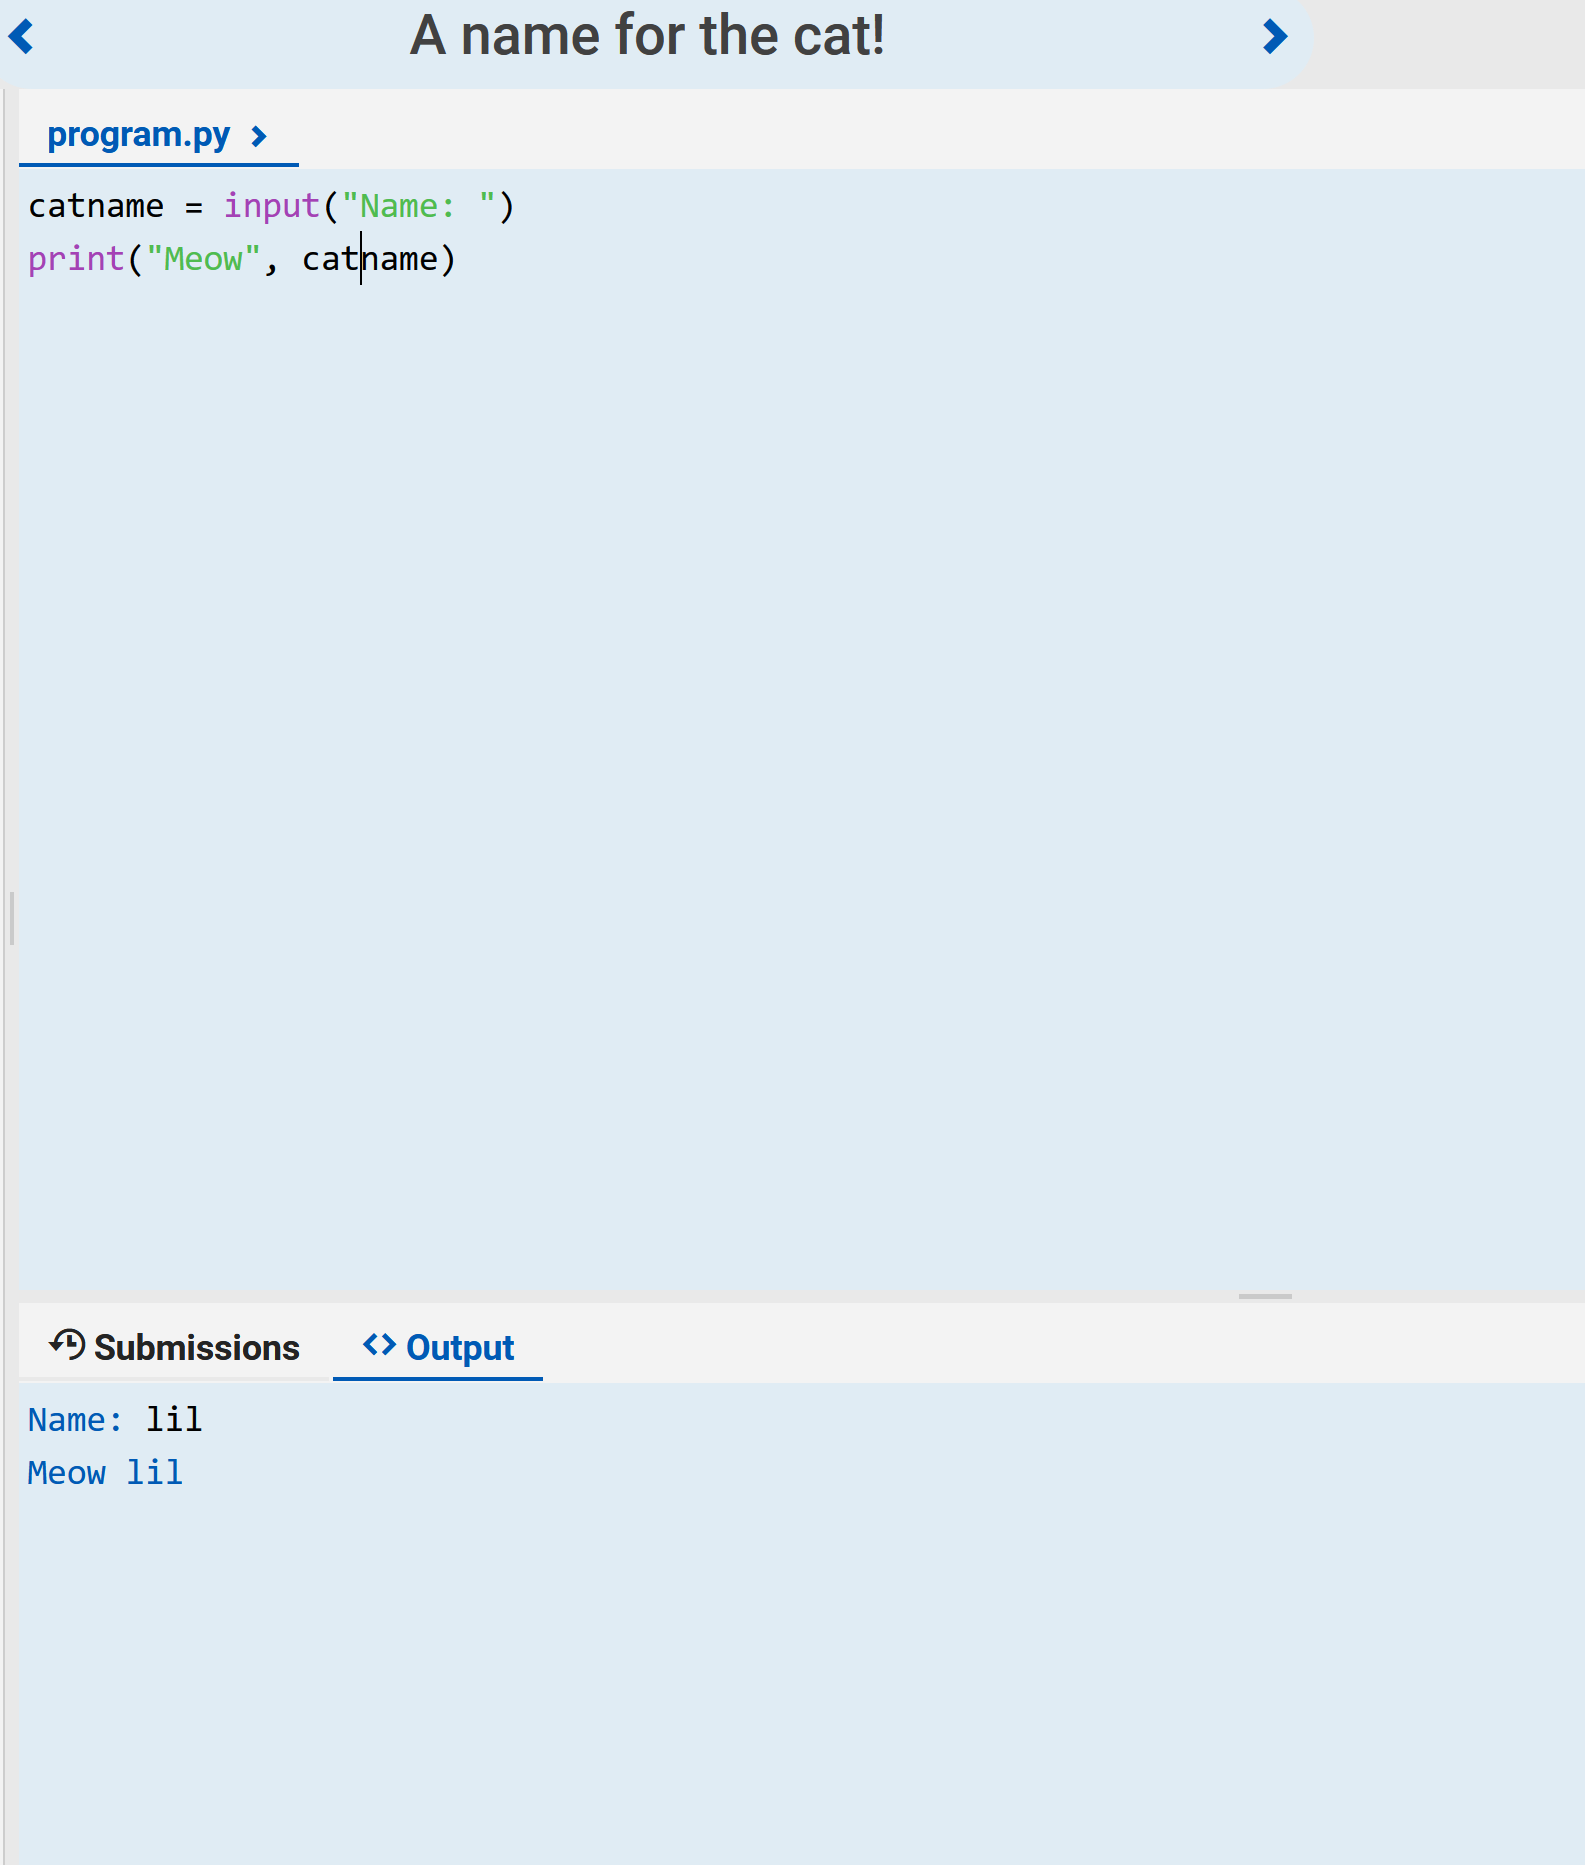 A name for the cat!
program.py
catname = input("Name: ")
print("Meow", catname)
Submissions
Output
Name: lil
Meow lil